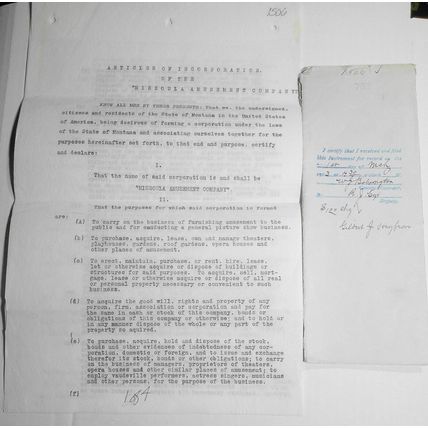 1506
ARTICLES OF INCORPORATION
OF THE
"MISSOULA AMUSEMENT COMPANY"
KNOW ALL MEN BY THESE PRESENTS: That we, the undersigned,
citizens and residents of the State of Montana in the United States
of America, being desirous of forming a corporation under the laws
of the State of Montana and associating ourselves together for the
purposes hereinafter set forth, to that end and purpose, certify
and declare:
I.
That the name of said corporation is and shall be
"MISSOULA AMUSEMENT COMPANY".
II.
That the purposes for which said corporation is formed
are:
(A) To carry on the business of furnishing amusement to the
public and for conducting a general picture show business.
(b) To purchase, acquire, lease, own and manage theaters,
playhouses, gardens, roof gardens, opera houses and
other places of amusement.
(c) To erect, maintain, purchase, or rent, hire, lease,
let or otherwise acquire or dispose of buildings or
structures for said purposes. To acquire, sell, mort-
gage, lease or otherwise acquire or dispose of all real
or personal property necessary or convenient to such
business.
(d) To acquire the good will, rights and property of any
person, firm, association or corporation and pay for
the same in cash or stock of this company, bonds or
obligations of this company or otherwise; and to hold or
in any manner dispose of the whole or any part of the
property so acquired.
(e) To purchase, acquire, hold and dispose of the stock,
bonds and other evidences of indebtedness of any cor-
poration, domestic or foreign, and to issue and exchange
therefor its stock, bonds or other obligations; to carry
on the business of managers, proprietors of theaters,
opera houses and other similar places of amusement; to
employ vaudeville performers, actress singers, musicians
and other persons, for the purpose of the business.
(f)
184
I certify that I received and filed
this instrument for record on the
1st day of